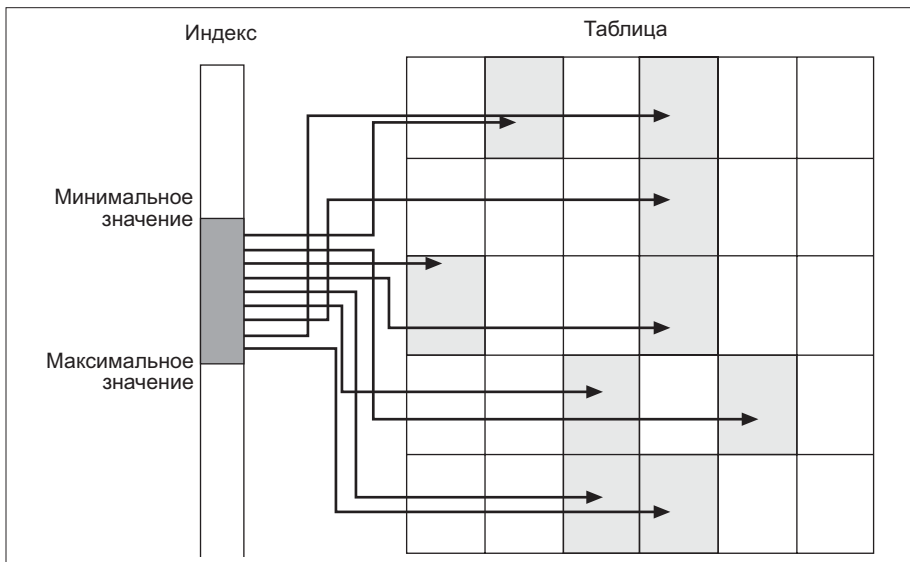 Индекс
Таблица
Минимальное
значение
Максимальное
значение